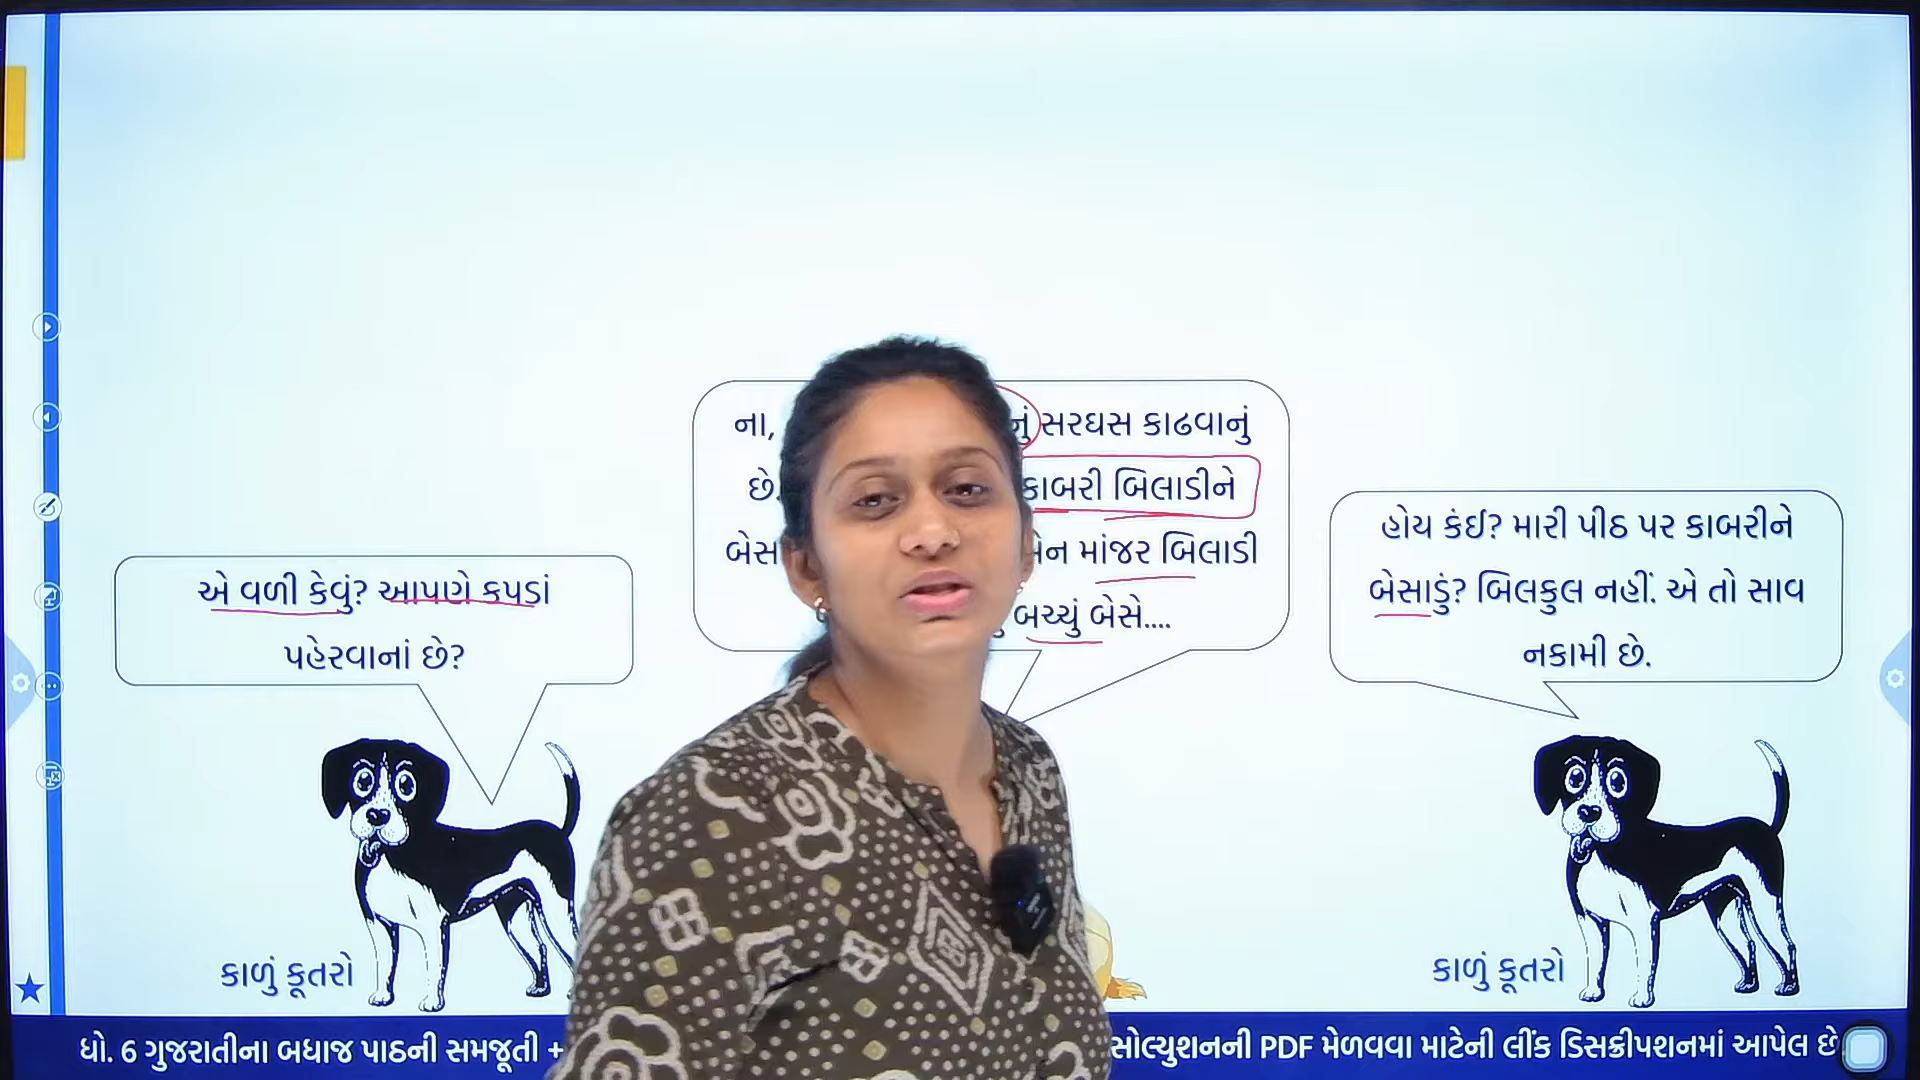 એ વળી કેવું? આપણે કપડાં
પહેરવાનાં છે?
ના,
નું સરઘસ કાઢવાનું
છે.
કાબરી બિલાડીને
બેસ
માંજર બિલાડી
બચ્ચું બેસે....
હોય કંઈ? મારી પીઠ પર કાબરીને
બેસાડું? બિલકુલ નહીં. એ તો સાવ
નકામી છે.
કાળું કૂતરો
કાળું કૂતરો
ધો. 6 ગુજરાતીના બધાજ પાઠની સમજૂતી +
સોલ્યુશનની PDF મેળવવા માટેની લીંક ડિસક્રીપશનમાં આપેલ છે